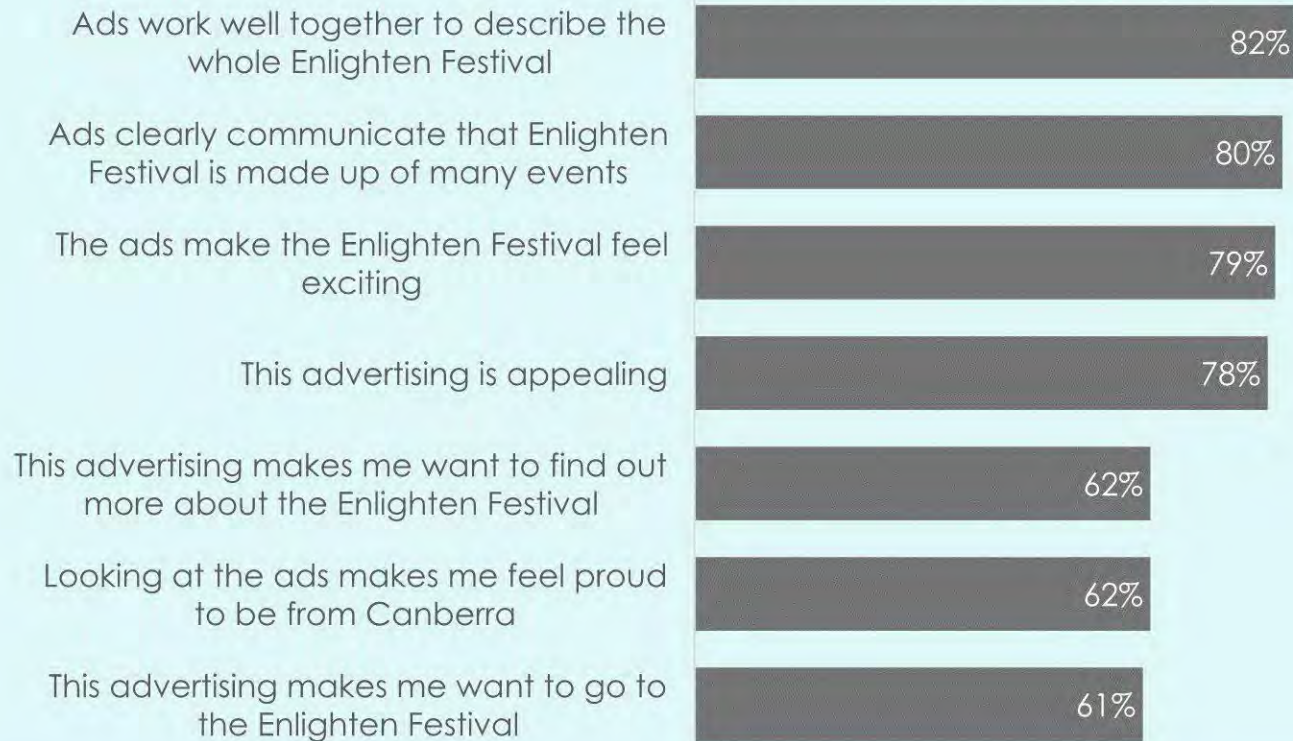 Ads work well together to describe the
whole Enlighten Festival
82%
Ads clearly communicate that Enlighten
Festival is made up of many events
80%
The ads make the Enlighten Festival feel
exciting
79%
This advertising is appealing
78%
This advertising makes me want to find out
more about the Enlighten Festival
62%
Looking at the ads makes me feel proud
to be from Canberra
62%
This advertising makes me want to go to
the Enlighten Festival
61%